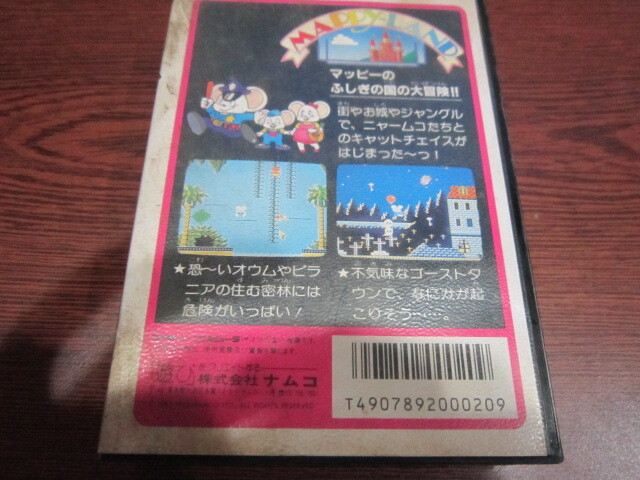 MAPPY-LAND
マッピーの
ふしぎの国の大冒険!!
街やお城やジャングル
で、ニャームコたちと
のキャットチェイスが
はじまった〜っ!
★恐〜いオウムやピラ
ニアの住む密林には
危険がいっぱい!
★不気味なゴーストタ
ウンで、なにかが起
こりそう……。
遊び
株式会社 ナムコ
ALL RIGHTS RESERVED
T4907892000209